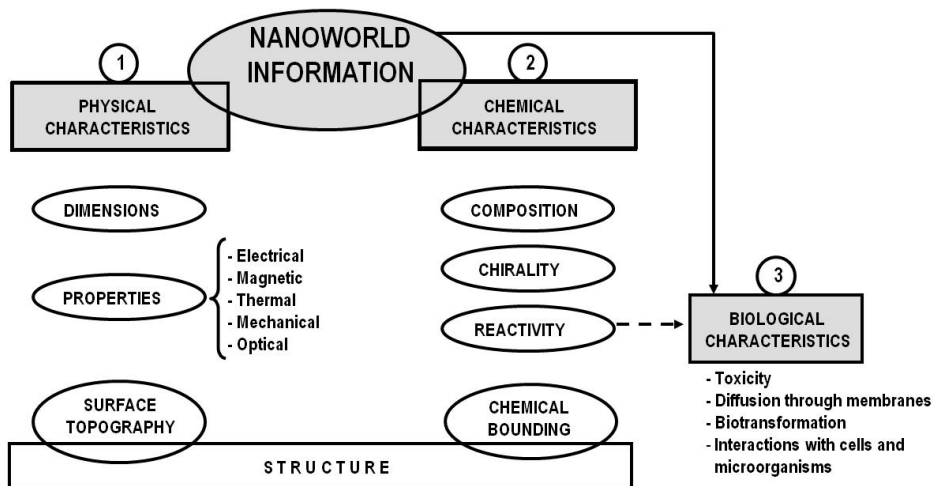 NANOWORLD
INFORMATION
1
PHYSICAL
CHARACTERISTICS
2
CHEMICAL
CHARACTERISTICS
DIMENSIONS
PROPERTIES
- Electrical
- Magnetic
- Thermal
- Mechanical
- Optical
SURFACE
TOPOGRAPHY
COMPOSITION
CHIRALITY
REACTIVITY
CHEMICAL
BOUNDING
STRUCTURE
3
BIOLOGICAL
CHARACTERISTICS
- Toxicity
- Diffusion through membranes
- Biotransformation
- Interactions with cells and
microorganisms